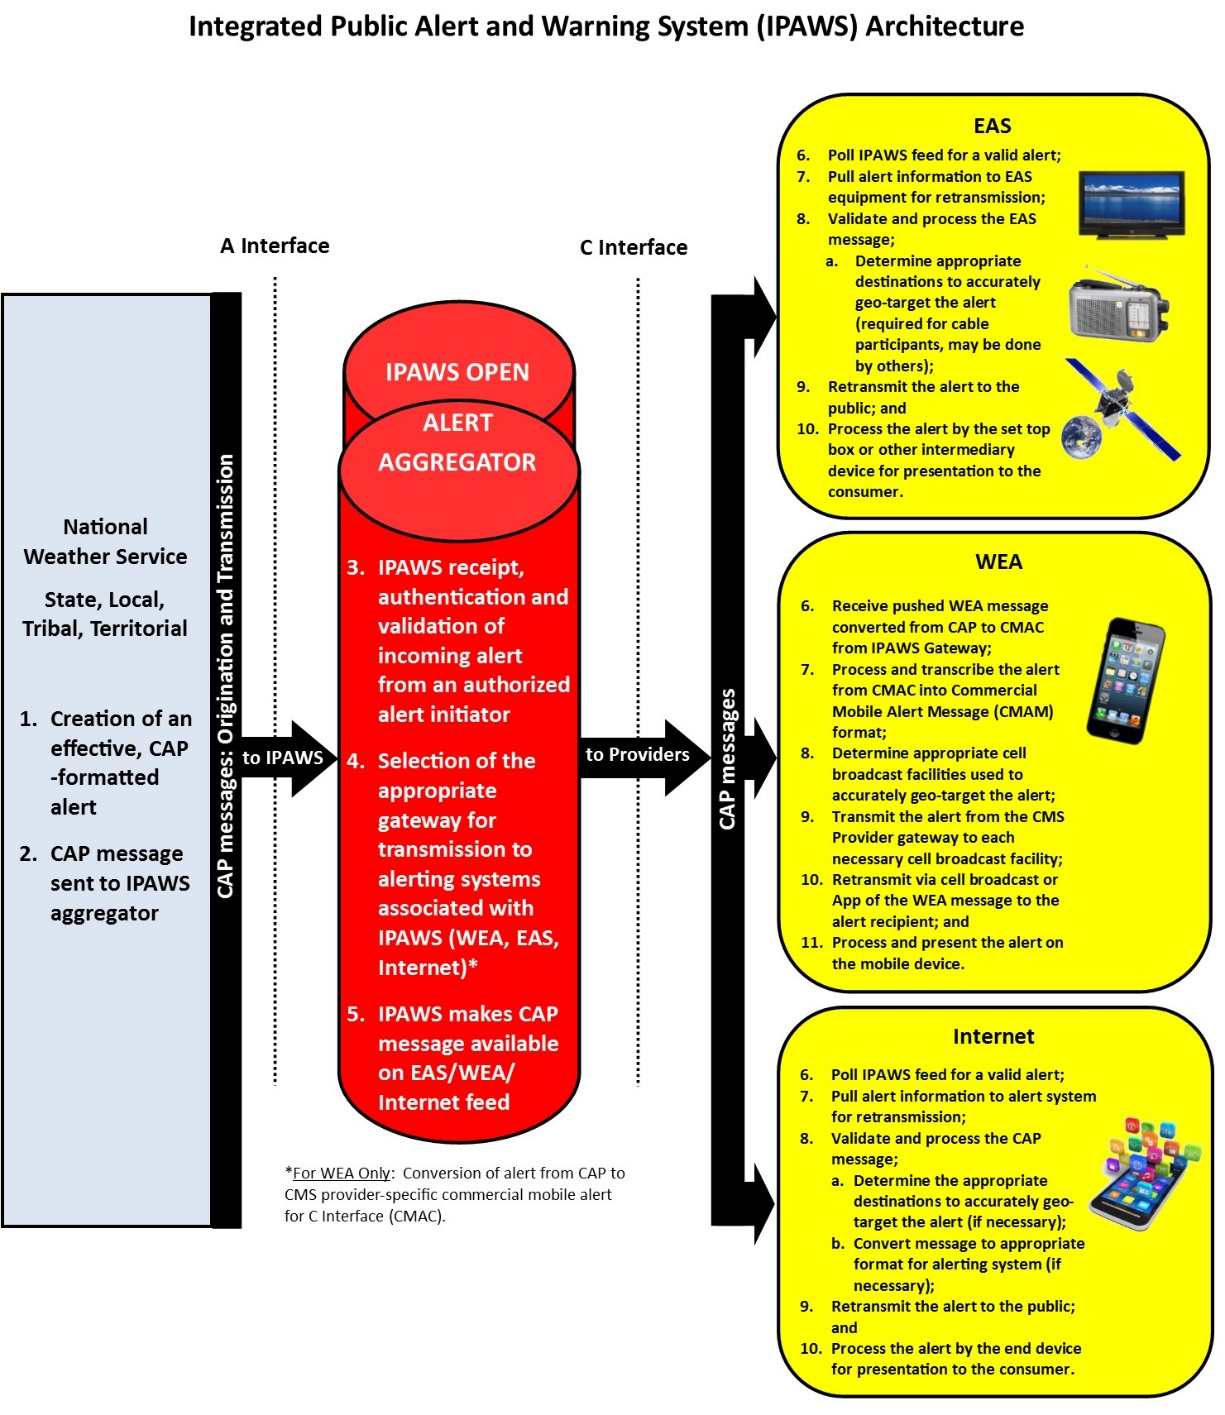 Integrated Public Alert and Warning System (IPAWS) Architecture
A Interface
C Interface
National
Weather Service
State, Local,
Tribal, Territorial
1. Creation of an
effective, CAP
-formatted
alert
2. CAP message
sent to IPAWS
aggregator
CAP messages: Origination and Transmission
to IPAWS
IPAWS OPEN
ALERT
AGGREGATOR
3. IPAWS receipt,
authentication and
validation of
incoming alert
from an authorized
alert initiator
4. Selection of the
appropriate
gateway for
transmission to
alerting systems
associated with
IPAWS (WEA, EAS,
Internet)*
5. IPAWS makes CAP
message available
on EAS/WEA/
Internet feed
*For WEA Only: Conversion of alert from CAP to
CMS provider-specific commercial mobile alert
for C Interface (CMAC).
to Providers
CAP messages
EAS
6. Poll IPAWS feed for a valid alert;
7. Pull alert information to EAS
equipment for retransmission;
8. Validate and process the EAS
message;
a. Determine appropriate
destinations to accurately
geo-target the alert
(required for cable
participants, may be done
by others);
9. Retransmit the alert to the
public; and
10. Process the alert by the set top
box or other intermediary
device for presentation to the
consumer.
WEA
6. Receive pushed WEA message
converted from CAP to CMAC
from IPAWS Gateway;
7. Process and transcribe the alert
from CMAC into Commercial
Mobile Alert Message (CMAM)
format;
8. Determine appropriate cell
broadcast facilities used to
accurately geo-target the alert;
9. Transmit the alert from the CMS
Provider gateway to each
necessary cell broadcast facility;
10. Retransmit via cell broadcast or
App of the WEA message to the
alert recipient; and
11. Process and present the alert on
the mobile device.
Internet
6. Poll IPAWS feed for a valid alert;
7. Pull alert information to alert system
for retransmission;
8. Validate and process the CAP
message;
a. Determine the appropriate
destinations to accurately geo-
target the alert (if necessary);
b. Convert message to appropriate
format for alerting system (if
necessary);
9. Retransmit the alert to the public;
and
10. Process the alert by the end device
for presentation to the consumer.